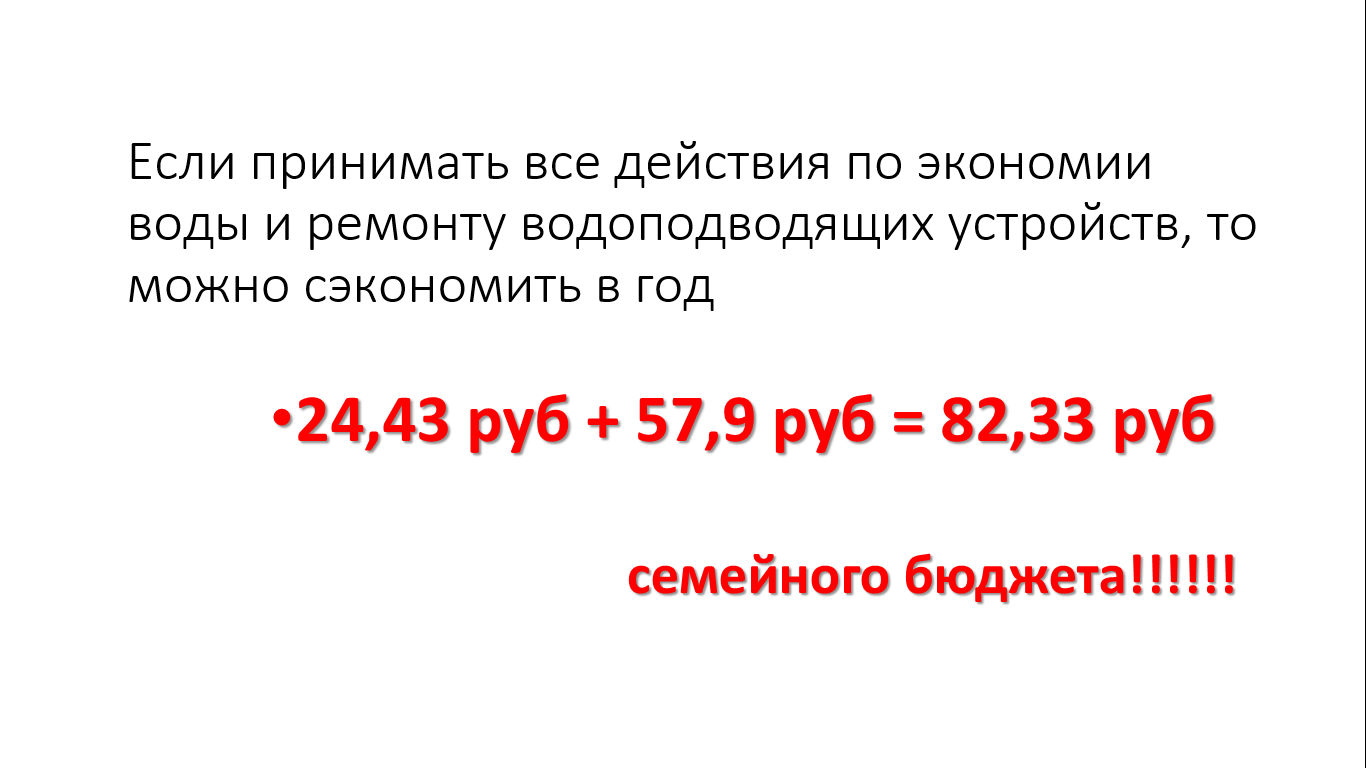 Если принимать все действия по экономии
воды и ремонту водоподводящих устройств, то
можно сэкономить в год
•24,43 руб + 57,9 руб = 82,33 руб
семейного бюджета!!!!!!